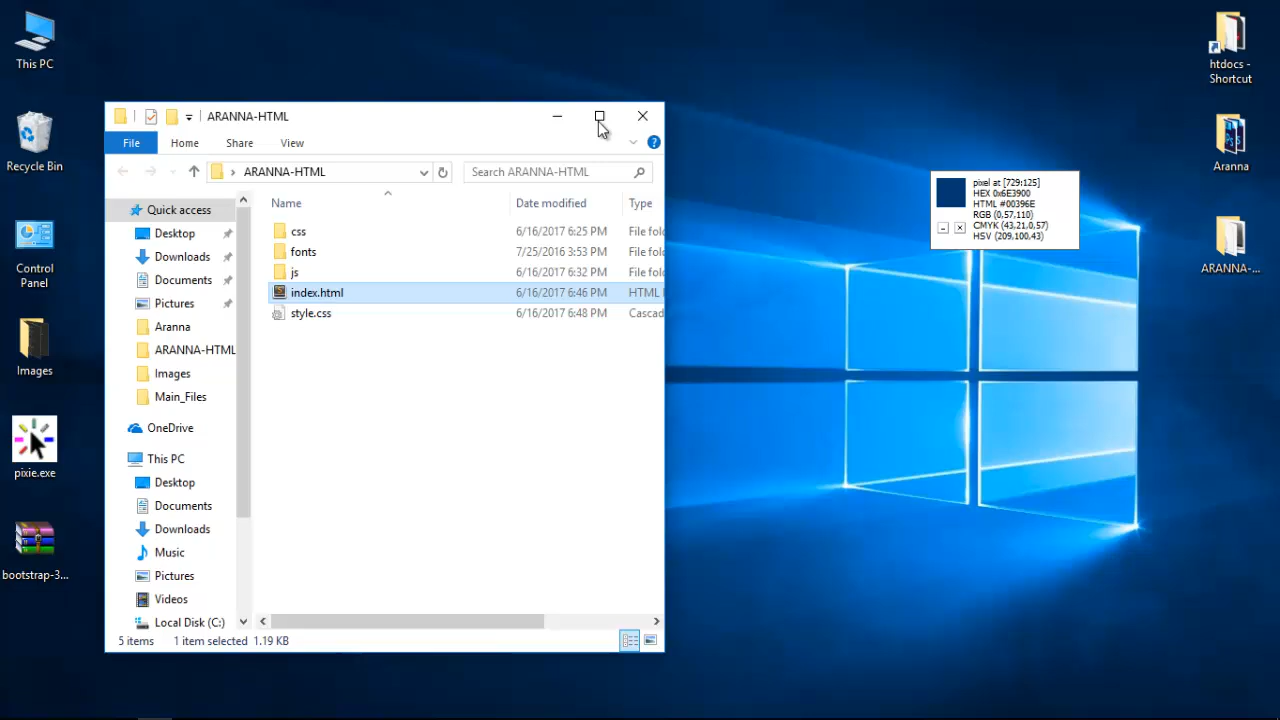 This PC
Recycle Bin
Control
Panel
Images
pixie.exe
bootstrap-3...
ARANNA-HTML
File
Home
Share
View
ARANNA-HTML
Search ARANNA-HTML
Quick access
Desktop
Downloads
Documents
Pictures
Aranna
ARANNA-HTML
Images
Main_Files
OneDrive
This PC
Desktop
Documents
Downloads
Music
Pictures
Videos
Local Disk (C:)
Name
Date modified
Type
css
6/16/2017 6:25 PM
File fol
fonts
7/25/2016 3:53 PM
File fol
js
6/16/2017 6:32 PM
File fol
index.html
6/16/2017 6:46 PM
HTML
style.css
6/16/2017 6:48 PM
Casca
5 items
1 item selected 1.19 KB
pixel at [729:125]
HEX 0x6E3900
HTML #00396E
RGB (0,57,110)
CMYK (43,21,0,57)
HSV (209,100,43)
htdocs -
Shortcut
Aranna
ARANNA-...